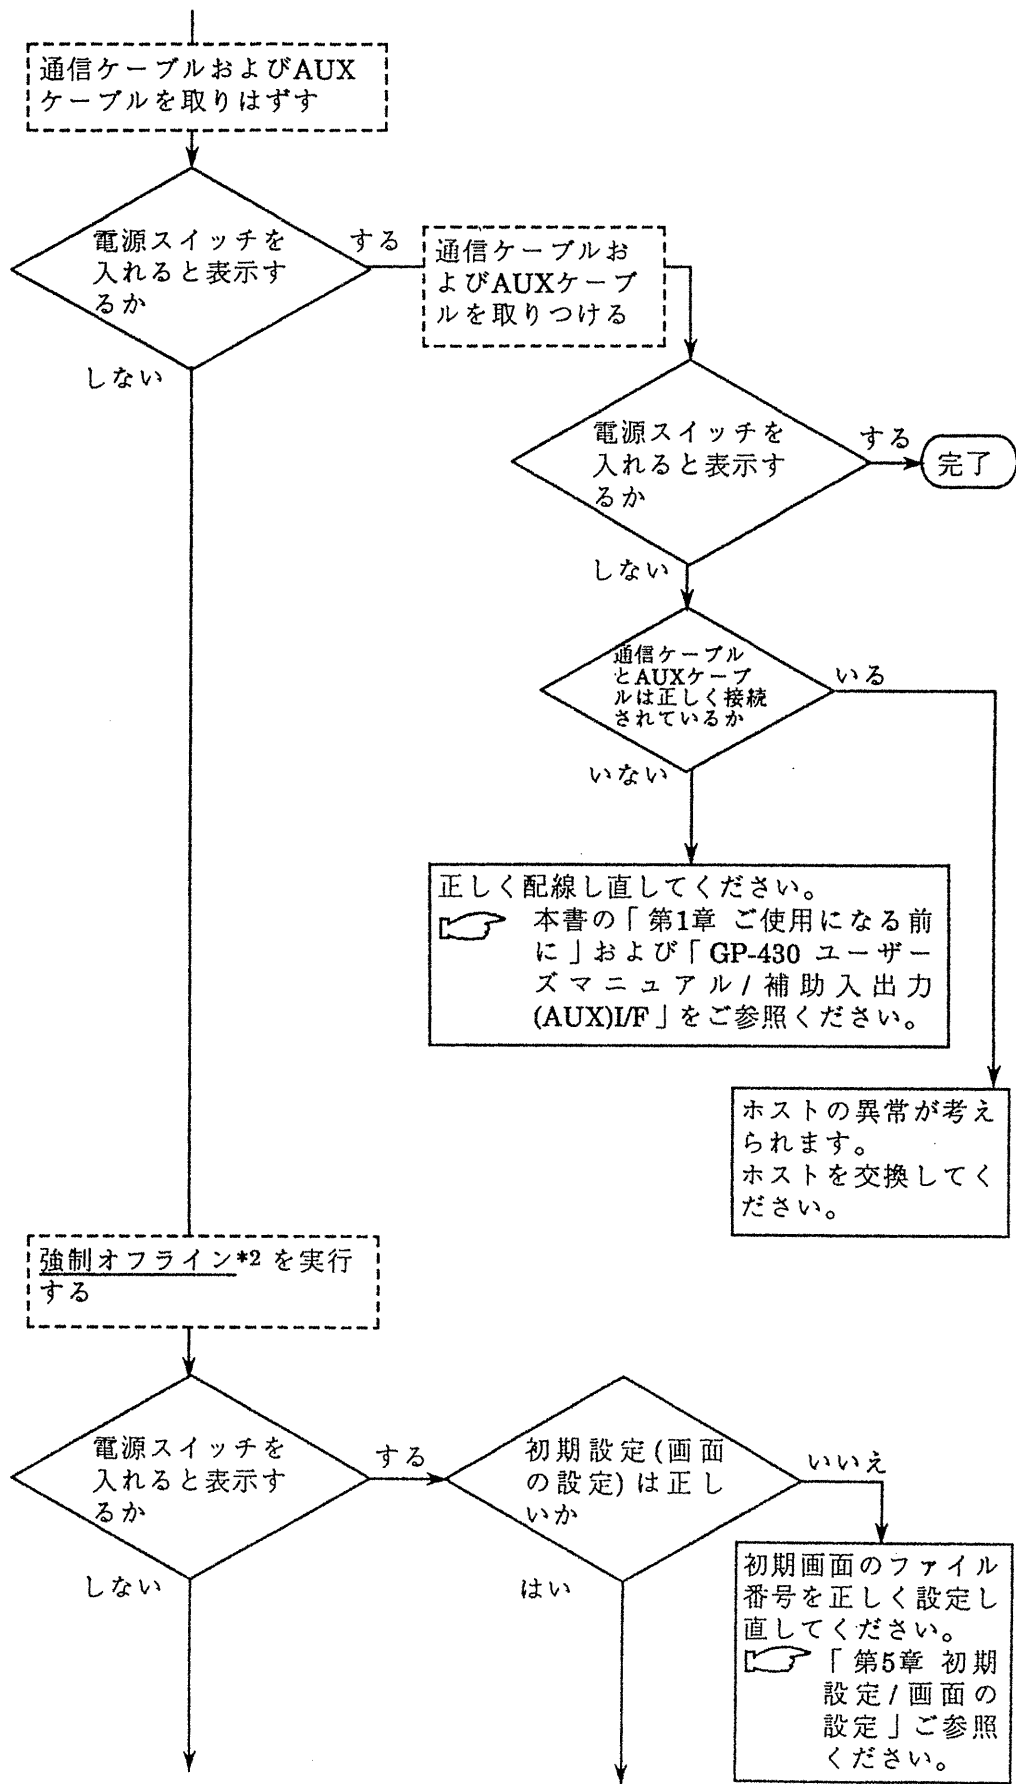 通信ケーブルおよびAUX
ケーブルを取りはずす
電源スイッチを
入れると表示す
るか
する
しない
通信ケーブルお
よびAUXケーブ
ルを取りつける
電源スイッチを
入れると表示す
るか
する
完了
しない
通信ケーブル
とAUXケーブ
ルは正しく接続
されているか
いる
いない
正しく配線し直してください。
本書の「第1章 ご使用になる前
に」および「GP-430 ユーザー
ズマニュアル/補助入出力
(AUX)I/F」をご参照ください。
ホストの異常が考え
られます。
ホストを交換してく
ださい。
強制オフライン*2 を実行
する
電源スイッチを
入れると表示す
るか
する
しない
初期設定(画面
の設定)は正し
いか
いいえ
はい
初期画面のファイル
番号を正しく設定し
直してください。
「第5章 初期
設定/画面の
設定」ご参照
ください。